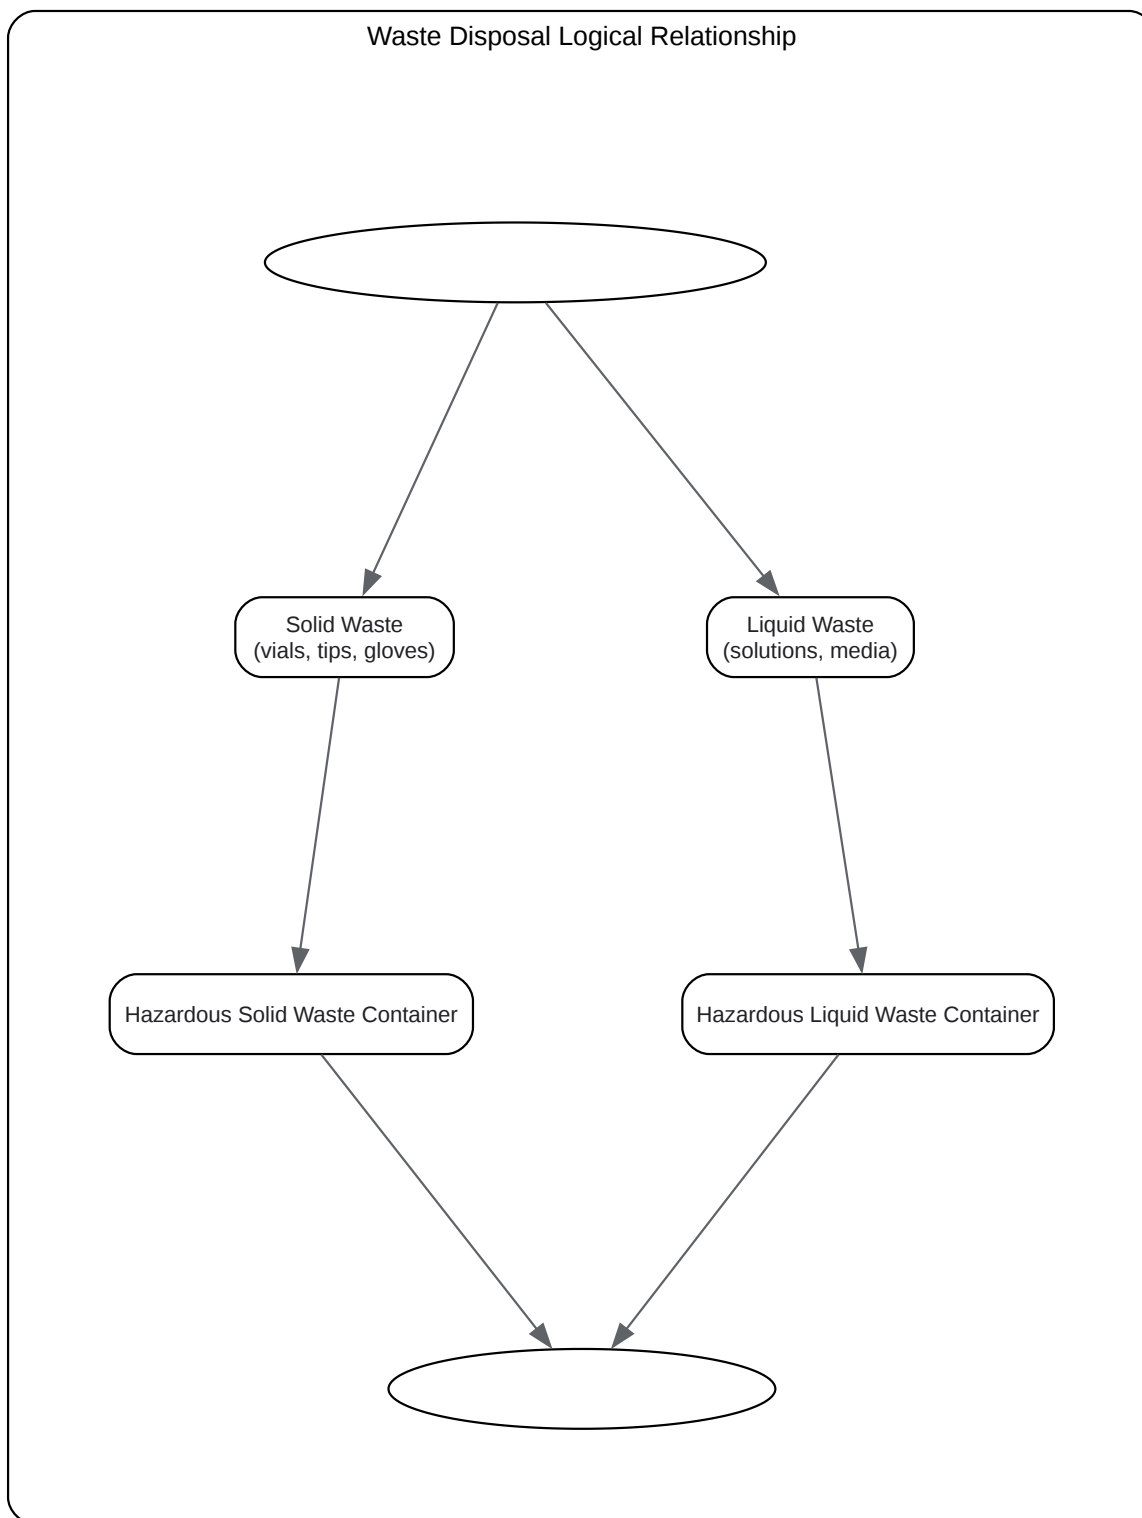 Waste Disposal Logical Relationship
Solid Waste
(vials, tips, gloves)
Liquid Waste
(solutions, media)
Hazardous Solid Waste Container
Hazardous Liquid Waste Container